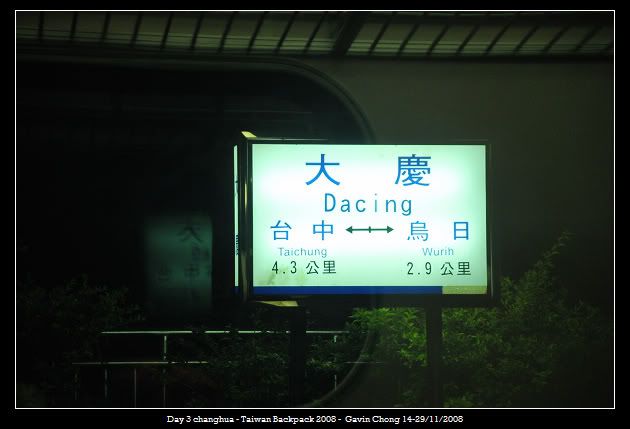 大 慶
Dacing
台 中 ↔ 烏 日
Taichung Wurih
4.3 公里 2.9 公里
Day 3 changhua - Taiwan Backpack 2008 - Gavin Chong 14-29/11/2008